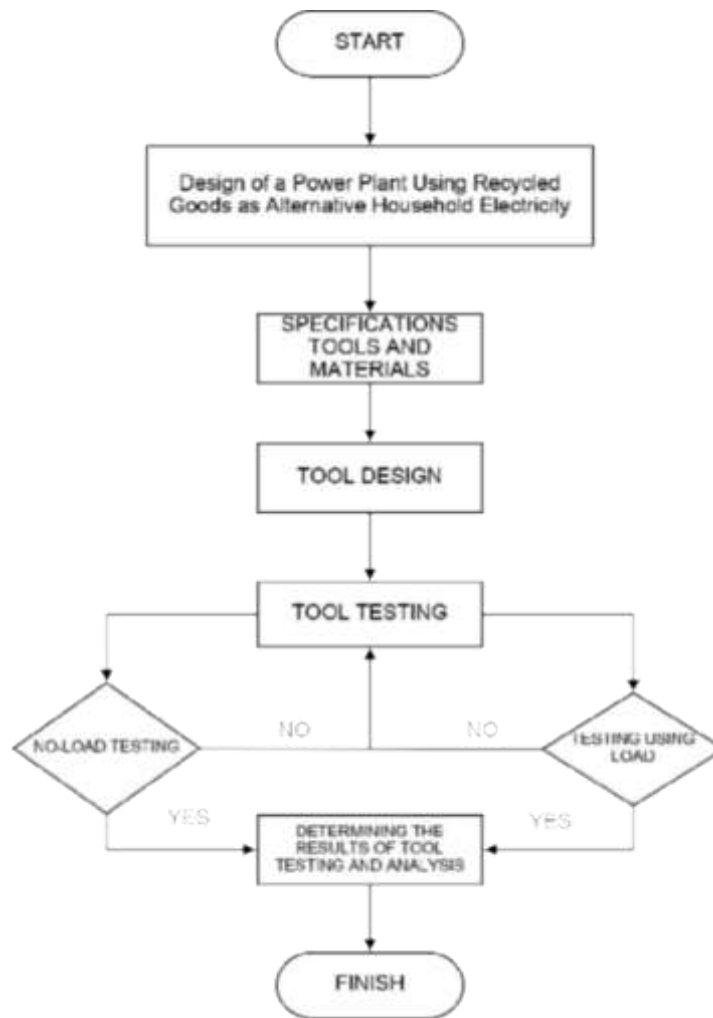 START
Design of a Power Plant Using Recycled
Goods as Alternative Household Electricity
SPECIFICATIONS
TOOLS AND
MATERIALS
TOOL DESIGN
TOOL TESTING
NO-LOAD TESTING
NO
NO
TESTING USING
LOAD
YES
DETERMINING THE
RESULTS OF TOOL
TESTING AND ANALYSIS
YES
FINISH